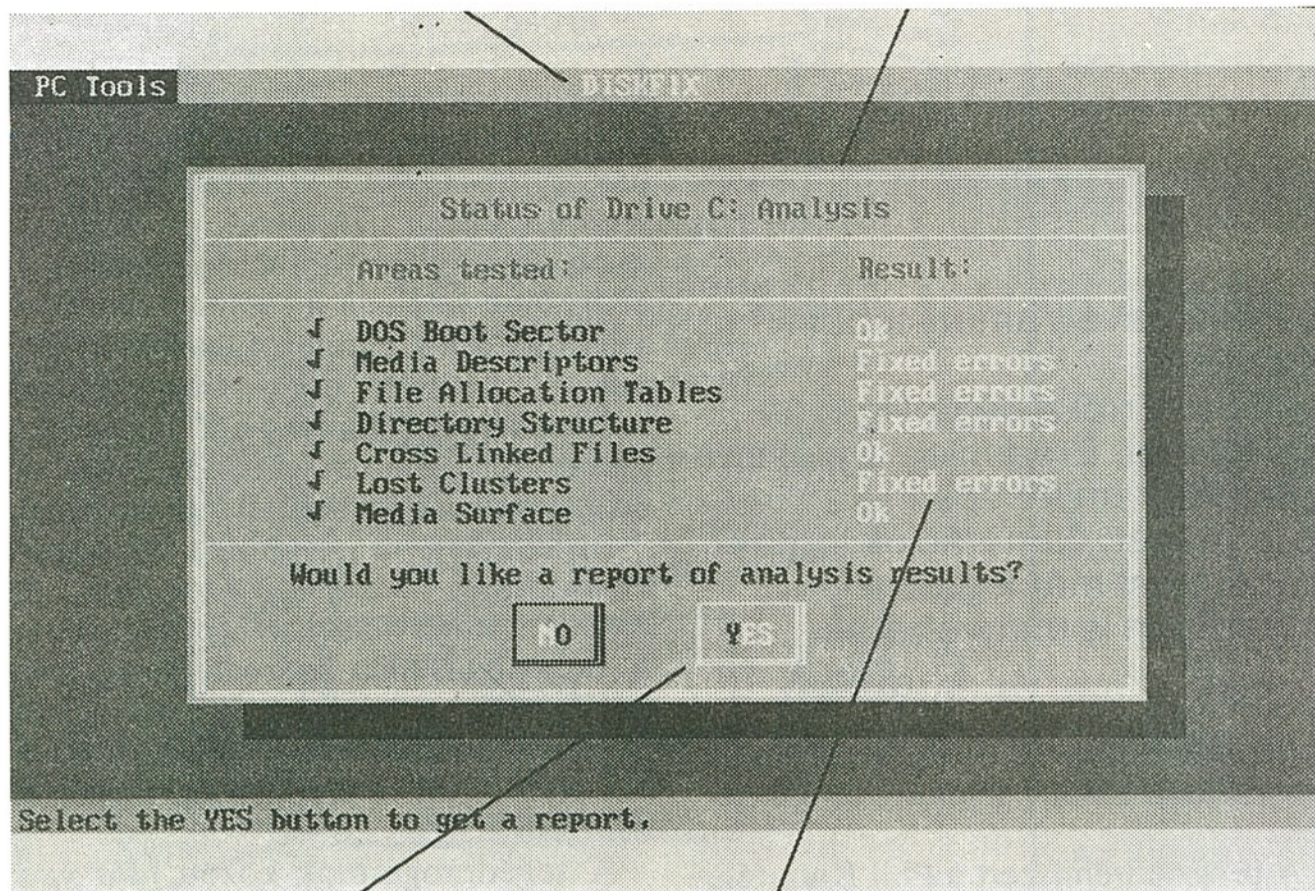 PC Tools DISKFIX
Status of Drive C: Analysis
Areas tested: Result:
√ DOS Boot Sector Ok
√ Media Descriptors Fixed errors
√ File Allocation Tables Fixed errors
√ Directory Structure Fixed errors
√ Cross Linked Files Ok
√ Lost Clusters Fixed errors
√ Media Surface Ok
Would you like a report of analysis results?
NO YES
Select the YES button to get a report.